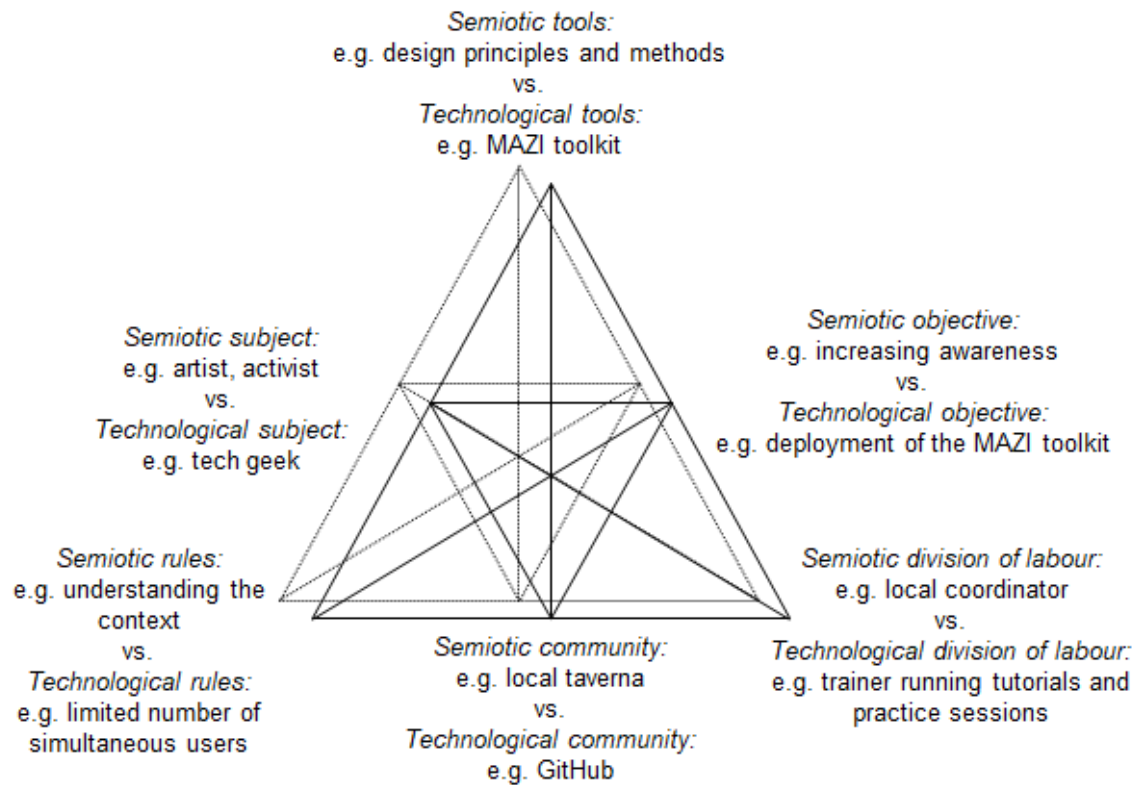 Semiotic tools:
e.g. design principles and methods
vs.
Technological tools:
e.g. MAZI toolkit
Semiotic subject:
e.g. artist, activist
vs.
Technological subject:
e.g. tech geek
Semiotic objective:
e.g. increasing awareness
vs.
Technological objective:
e.g. deployment of the MAZI toolkit
Semiotic rules:
e.g. understanding the
context
vs.
Technological rules:
e.g. limited number of
simultaneous users
Semiotic community:
e.g. local taverna
vs.
Technological community:
e.g. GitHub
Semiotic division of labour:
e.g. local coordinator
vs.
Technological division of labour:
e.g. trainer running tutorials and
practice sessions